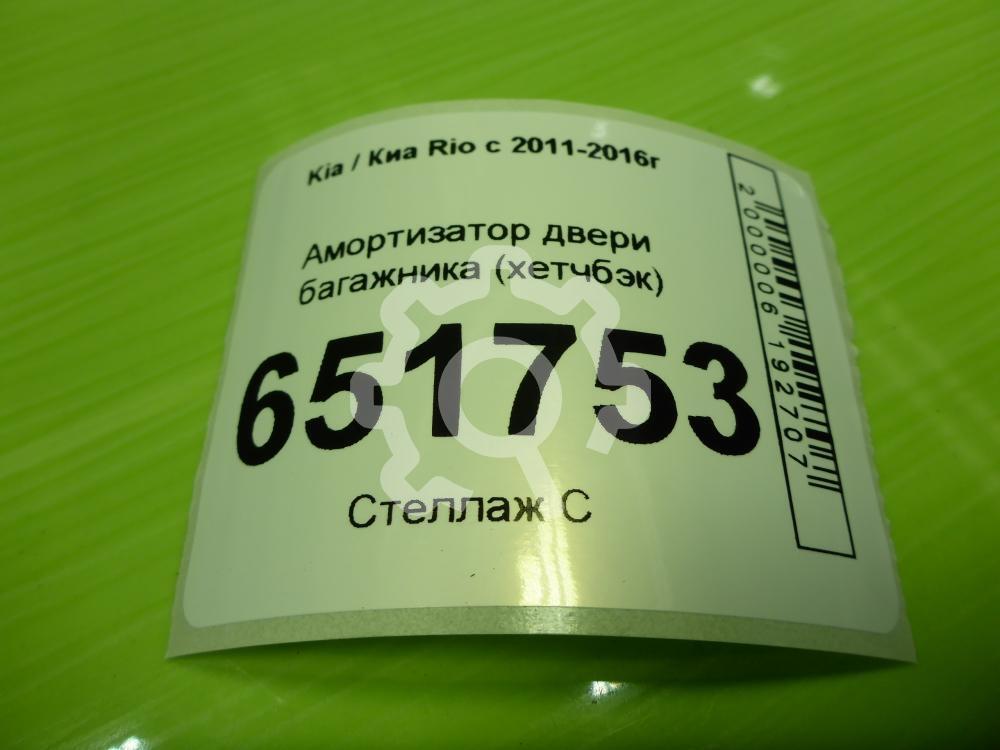 Kia / Киа Rio с 2011-2016г
Амортизатор двери
багажника (хетчбэк)
651753
Стеллаж С
2000006192707